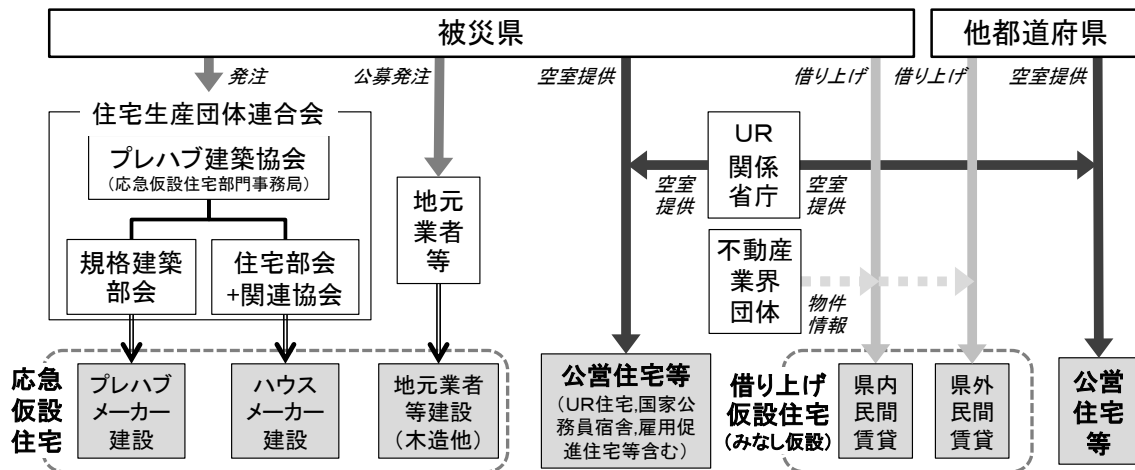 被災県
他都道府県
発注
公募発注
空室提供
借り上げ
借り上げ
空室提供
住宅生産団体連合会
プレハブ建築協会
(応急仮設住宅部門事務局)
規格建築
部会
住宅部会
+関連協会
地元
業者
等
UR
関係
省庁
空室
提供
空室
提供
不動産
業界
団体
物件
情報
応急
仮設
住宅
プレハブ
メーカー
建設
ハウス
メーカー
建設
地元業者
等建設
(木造他)
公営住宅等
(UR住宅,国家公
務員宿舎,雇用促
進住宅等含む)
借り上げ
仮設住宅
(みなし仮設)
県内
民間
賃貸
県外
民間
賃貸
公営
住宅
等